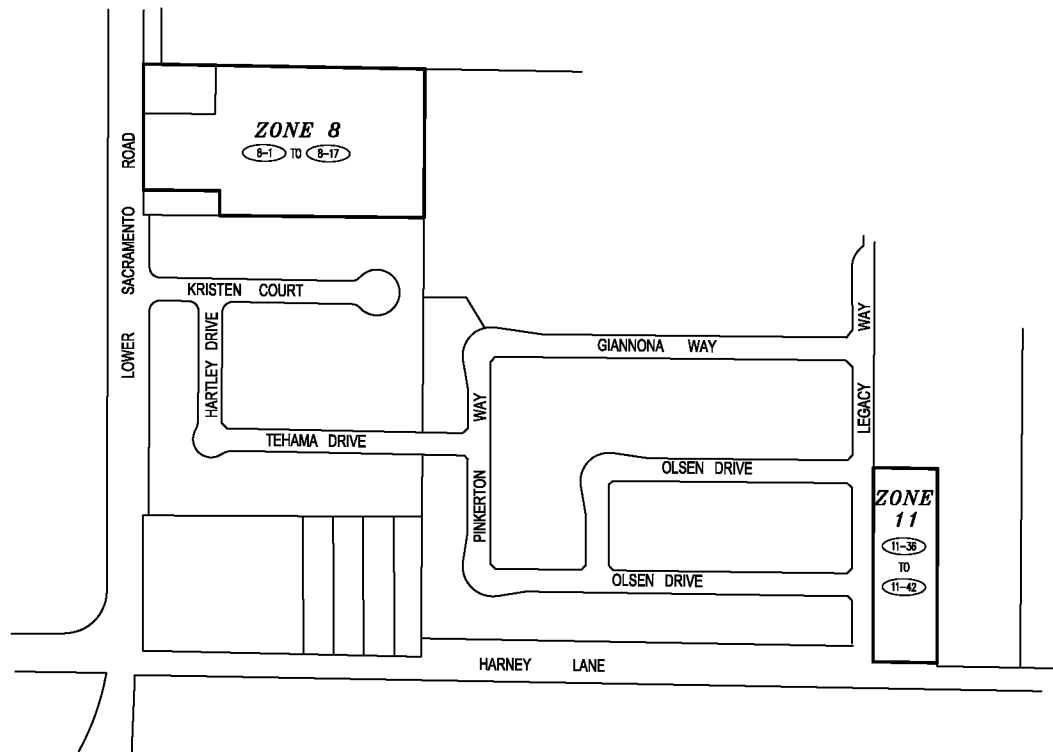 ZONE 8
8-1 TO 8-17
LOWER SACRAMENTO ROAD
KRISTEN COURT
HARTLEY DRIVE
TEHAMA DRIVE
GIANNONA WAY
PINKERTON WAY
LEGACY WAY
OLSEN DRIVE
OLSEN DRIVE
ZONE
11
11-36
TO
11-42
HARNEY LANE